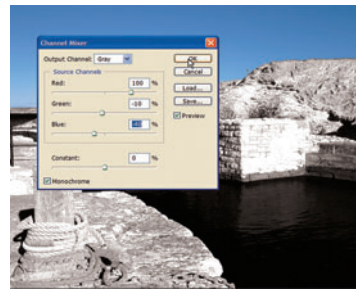 Channel Mixer
Output Channel: Gray
OK
Source Channels
Cancel
Red: 100 %
Load...
Green: -10 %
Save...
Preview
Blue: -40 %
Constant: 0 %
Monochrome